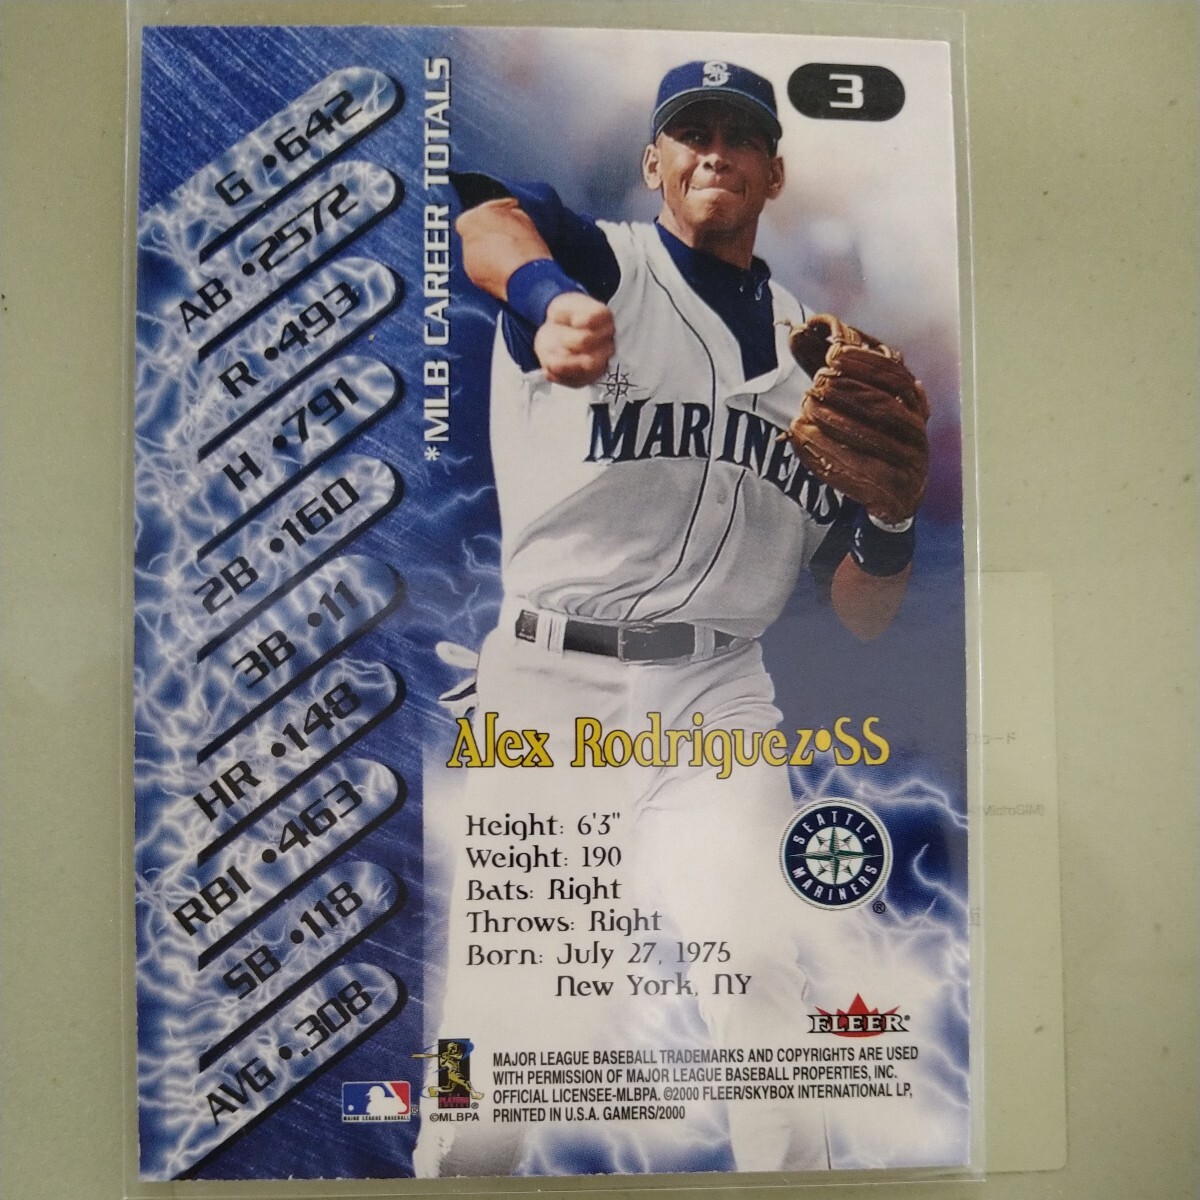 3
*MLB CAREER TOTALS
G •642
AB •2572
R •493
H •791
2B •160
3B •11
HR •148
RBI •463
SB •118
AVG •.308
S
MARINERS
Alex Rodriguez•SS
Height: 6'3"
Weight: 190
Bats: Right
Throws: Right
Born: July 27, 1975
New York, NY
SEATTLE
MARINERS
®
FLEER®
MAJOR LEAGUE BASEBALL®
©MLBPA
MAJOR LEAGUE BASEBALL TRADEMARKS AND COPYRIGHTS ARE USED
WITH PERMISSION OF MAJOR LEAGUE BASEBALL PROPERTIES, INC.
OFFICIAL LICENSEE-MLBPA. ©2000 FLEER/SKYBOX INTERNATIONAL LP,
PRINTED IN U.S.A. GAMERS/2000